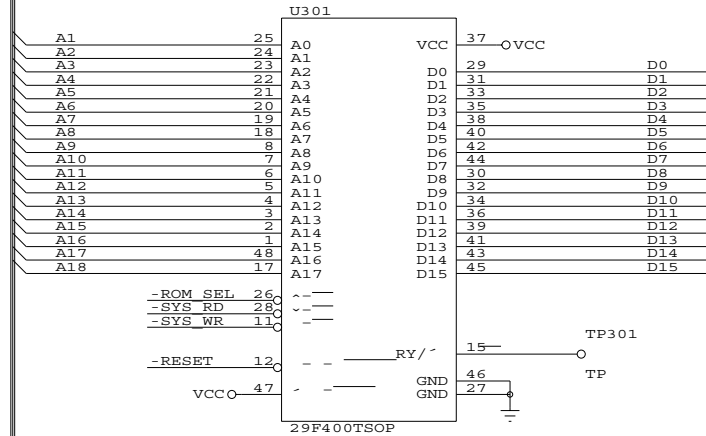 U301
A1 25 A0 VCC 37 VCC
A2 24 A1
A3 23 A2 D0 29 D0
A4 22 A3 D1 31 D1
A5 21 A4 D2 33 D2
A6 20 A5 D3 35 D3
A7 19 A6 D4 38 D4
A8 18 A7 D5 40 D5
A9 8 A8 D6 42 D6
A10 7 A9 D7 44 D7
A11 6 A10 D8 30 D8
A12 5 A11 D9 32 D9
A13 4 A12 D10 34 D10
A14 3 A13 D11 36 D11
A15 2 A14 D12 39 D12
A16 1 A15 D13 41 D13
A17 48 A16 D14 43 D14
A18 17 A17 D15 45 D15
-ROM_SEL 26
-SYS_RD 28
-SYS_WR 11
TP301
RY/ 15
-RESET 12
TP
GND 46
VCC 47 GND 27
29F400TSOP